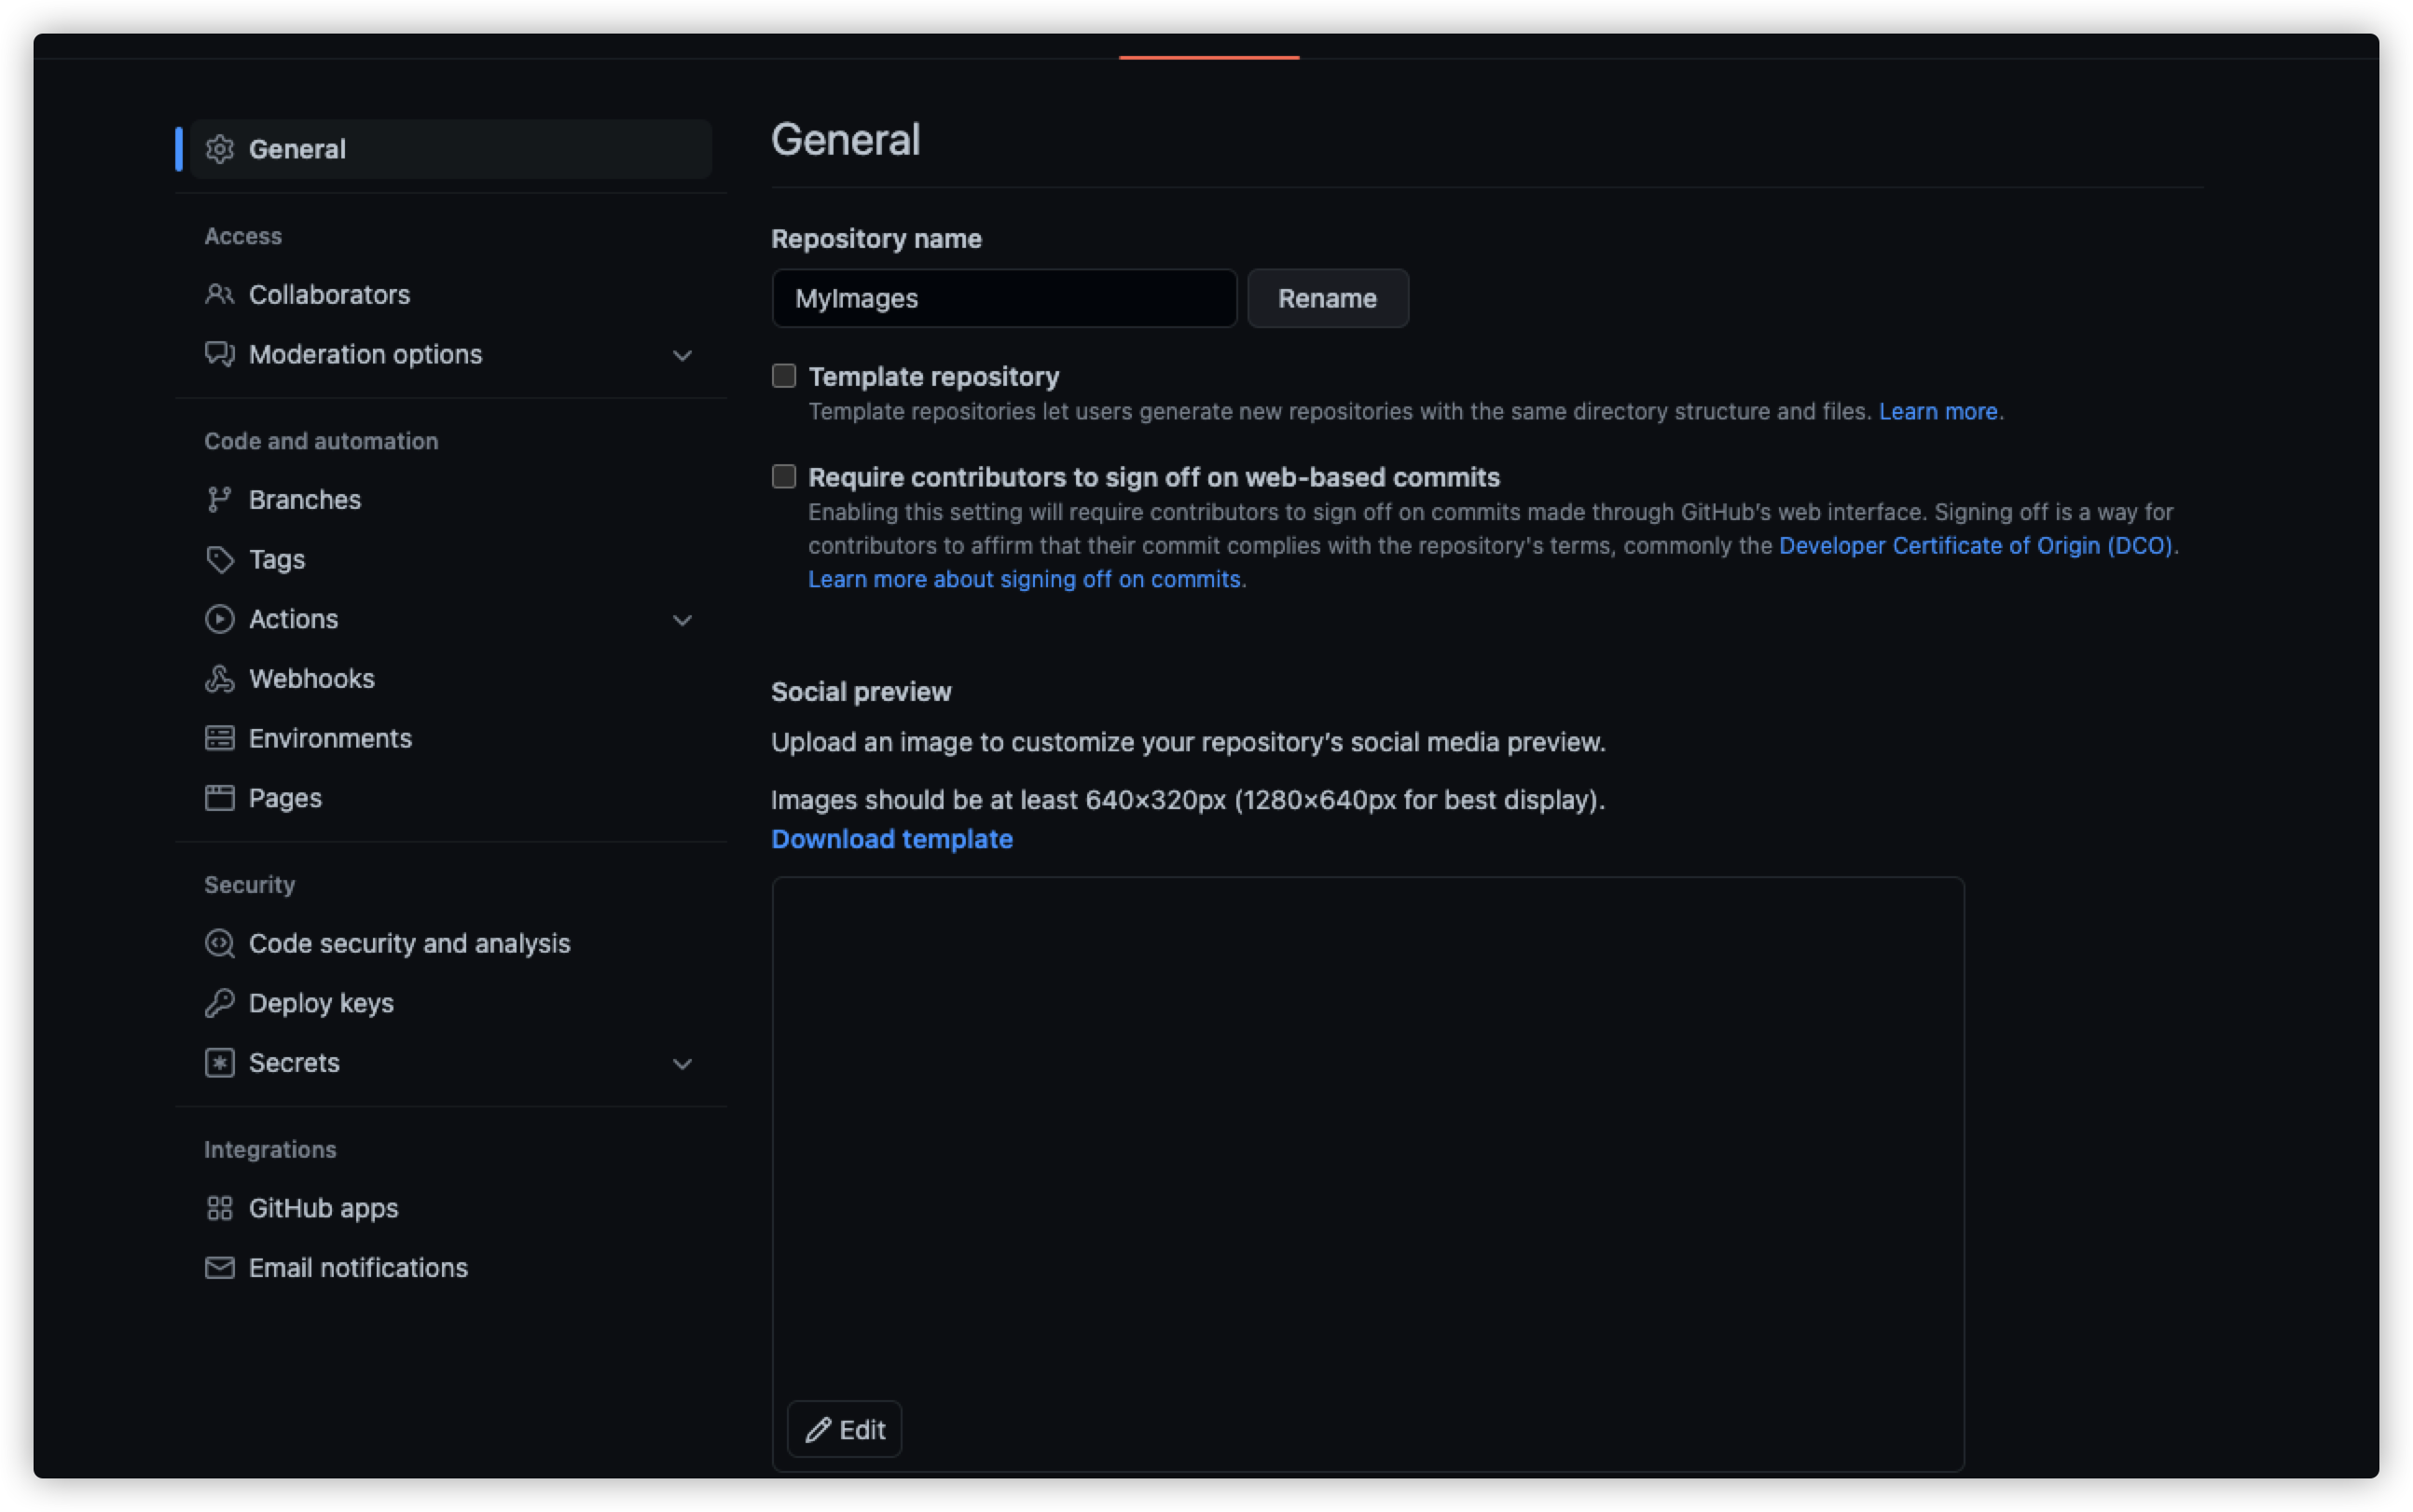 General
Access
Collaborators
Moderation options
Code and automation
Branches
Tags
Actions
Webhooks
Environments
Pages
Security
Code security and analysis
Deploy keys
Secrets
Integrations
GitHub apps
Email notifications
General
Repository name
MyImages
Rename
Template repository
Template repositories let users generate new repositories with the same directory structure and files. Learn more.
Require contributors to sign off on web-based commits
Enabling this setting will require contributors to sign off on commits made through GitHub's web interface. Signing off is a way for
contributors to affirm that their commit complies with the repository's terms, commonly the Developer Certificate of Origin (DCO).
Learn more about signing off on commits.
Social preview
Upload an image to customize your repository's social media preview.
Images should be at least 640×320px (1280×640px for best display).
Download template
Edit